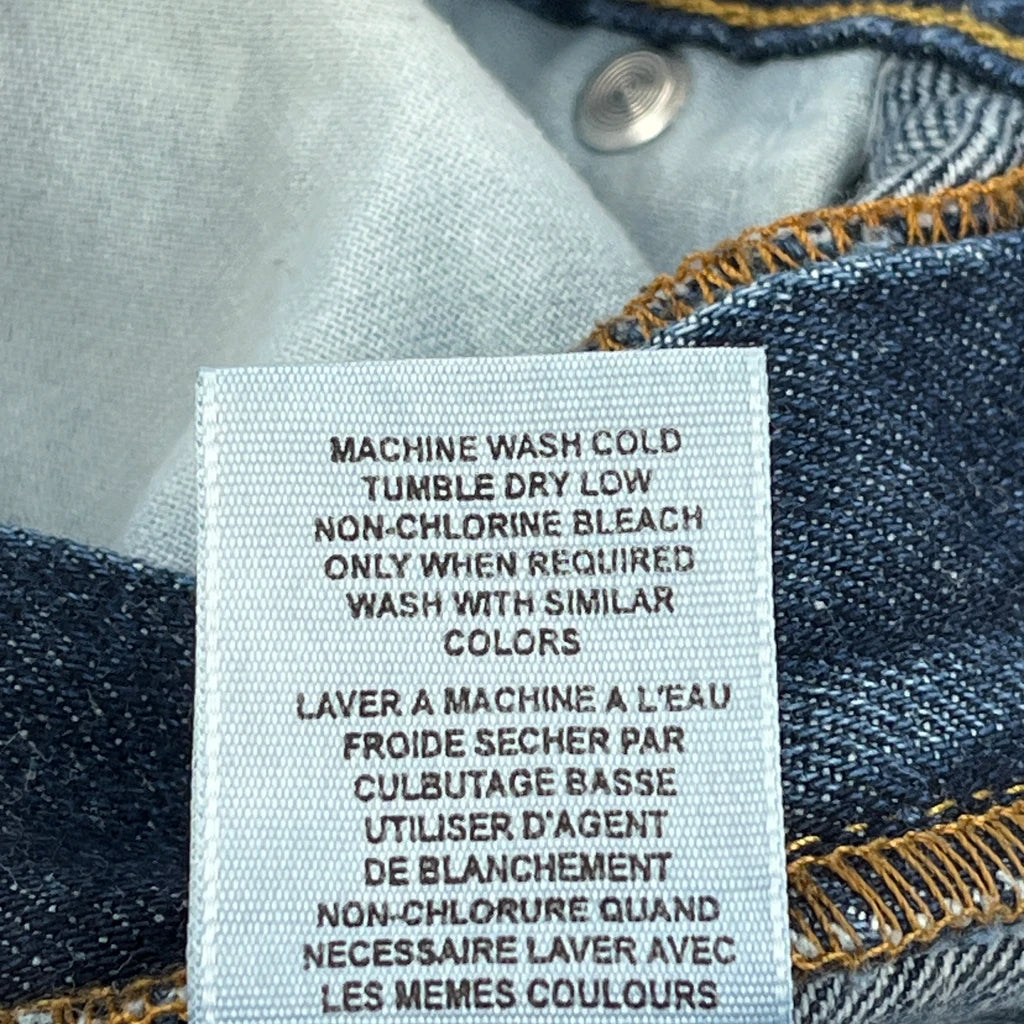 MACHINE WASH COLD
TUMBLE DRY LOW
NON-CHLORINE BLEACH
ONLY WHEN REQUIRED
WASH WITH SIMILAR
COLORS
LAVER A MACHINE A L'EAU
FROIDE SECHER PAR
CULBUTAGE BASSE
UTILISER D'AGENT
DE BLANCHEMENT
NON-CHLORURE QUAND
NECESSAIRE LAVER AVEC
LES MEMES COULOURS